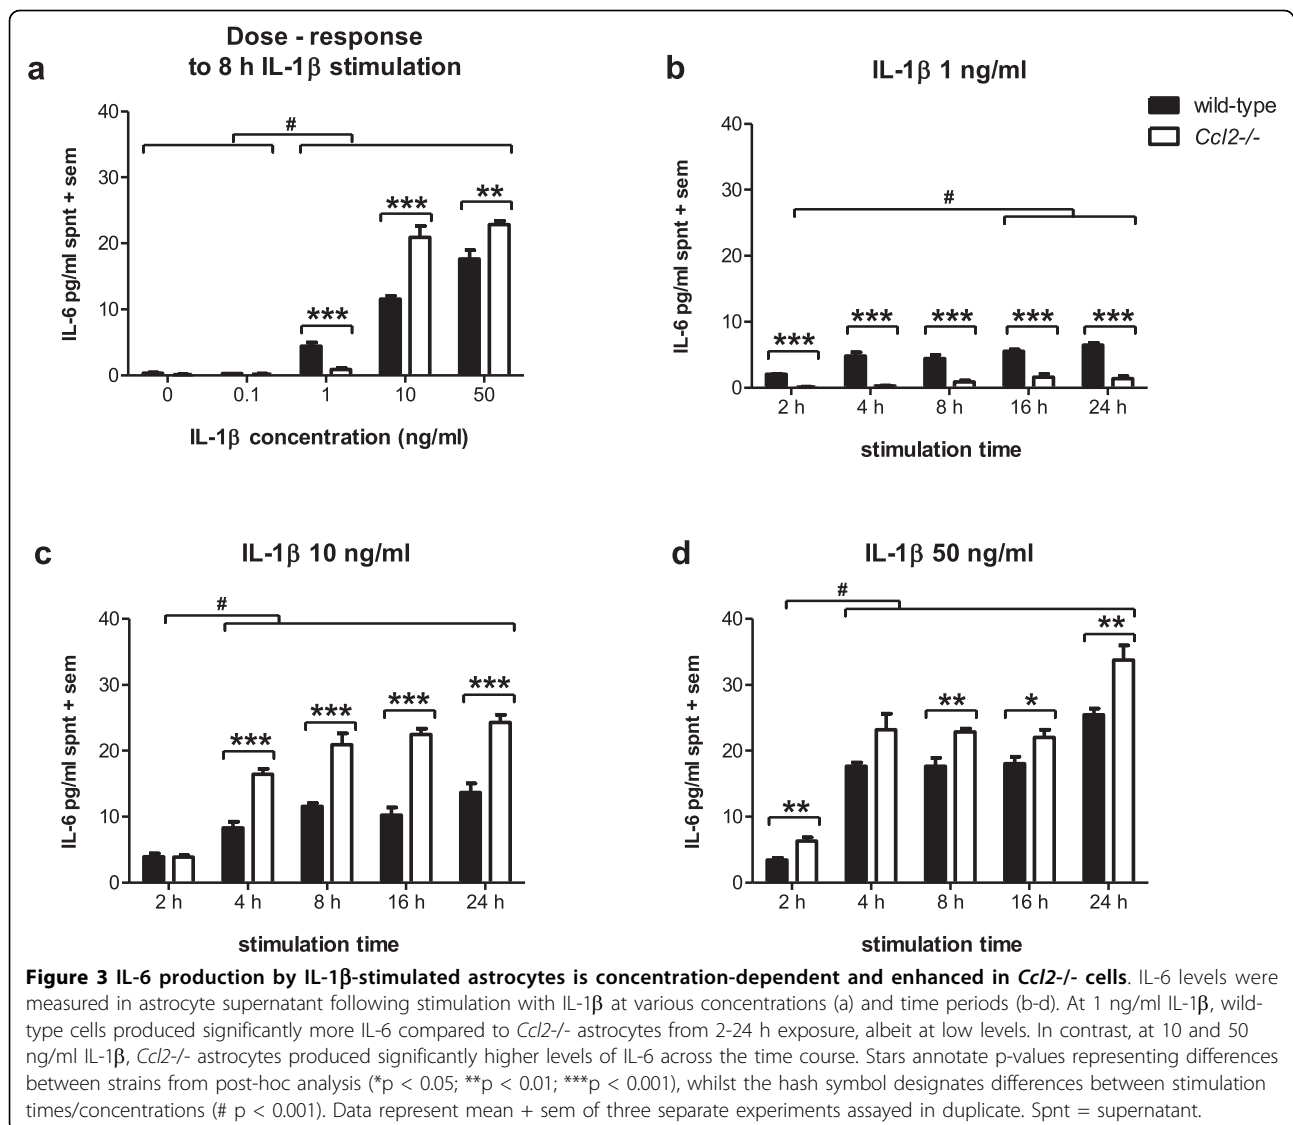 Dose - response
to 8 h IL-1β stimulation
a
IL-6 pg/ml spnt + sem
40
30
20
10
0
#
***
***
**
0 0.1 1 10 50
IL-1β concentration (ng/ml)
b
IL-1β 1 ng/ml
wild-type
Ccl2-/-
IL-6 pg/ml spnt + sem
40
30
20
10
0
#
***
***
***
***
***
2 h 4 h 8 h 16 h 24 h
stimulation time
c
IL-1β 10 ng/ml
IL-6 pg/ml spnt + sem
40
30
20
10
0
#
***
***
***
***
2 h 4 h 8 h 16 h 24 h
stimulation time
d
IL-1β 50 ng/ml
IL-6 pg/ml spnt + sem
40
30
20
10
0
#
**
**
*
**
2 h 4 h 8 h 16 h 24 h
stimulation time
Figure 3 IL-6 production by IL-1β-stimulated astrocytes is concentration-dependent and enhanced in Ccl2-/- cells. IL-6 levels were
measured in astrocyte supernatant following stimulation with IL-1β at various concentrations (a) and time periods (b-d). At 1 ng/ml IL-1β, wild-
type cells produced significantly more IL-6 compared to Ccl2-/- astrocytes from 2-24 h exposure, albeit at low levels. In contrast, at 10 and 50
ng/ml IL-1β, Ccl2-/- astrocytes produced significantly higher levels of IL-6 across the time course. Stars annotate p-values representing differences
between strains from post-hoc analysis (*p < 0.05; **p < 0.01; ***p < 0.001), whilst the hash symbol designates differences between stimulation
times/concentrations (# p < 0.001). Data represent mean + sem of three separate experiments assayed in duplicate. Spnt = supernatant.